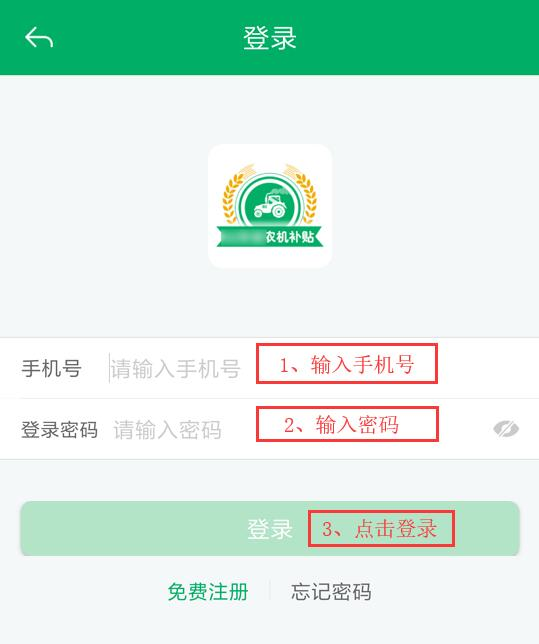 登录
农机补贴
手机号 请输入手机号 1、输入手机号
登录密码 请输入密码 2、输入密码
登录 3、点击登录
免费注册 忘记密码